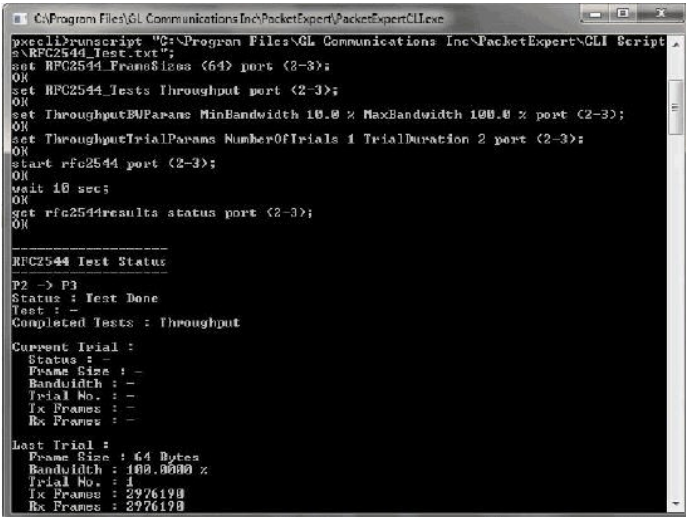 C:\Program Files\GL Communications Inc\PacketExpert\PacketExpertCLI.exe
pxecli>runscript "C:\Program Files\GL Communications Inc\PacketExpert\CLI Script
s\RFC2544_Test.txt";
set RFC2544_FrameSizes (64) port (2-3);
OK
set RFC2544_Tests Throughput port (2-3);
OK
set ThroughputBWParams MinBandwidth 10.0 % MaxBandwidth 100.0 % port (2-3);
OK
set ThroughputTrialParams NumberOfTrials 1 TrialDuration 2 port (2-3);
OK
start rfc2544 port (2-3);
OK
wait 10 sec;
OK
get rfc2544results status port (2-3);
OK
--------------------
RFC2544 Test Status
--------------------
P2 -> P3
Status : Test Done
Test : -
Completed Tests : Throughput
Current Trial :
Status : -
Frame Size : -
Bandwidth : -
Trial No. : -
Tx Frames : -
Rx Frames : -
Last Trial :
Frame Size : 64 Bytes
Bandwidth : 100.0000 %
Trial No. : 1
Tx Frames : 2976190
Rx Frames : 2976190